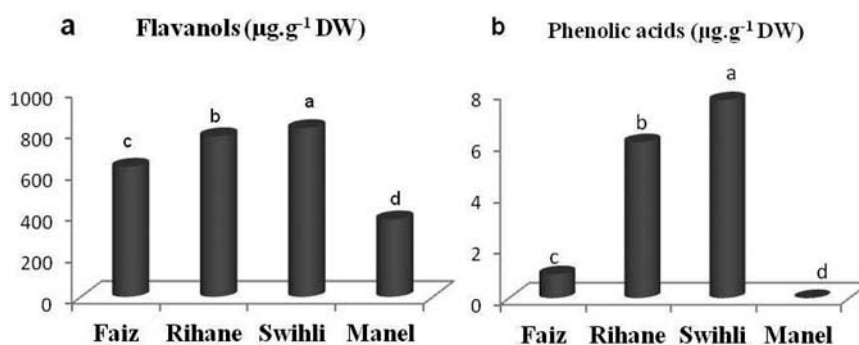 a Flavanols (µg.g⁻¹ DW)
c b a d
1000
800
600
400
200
0
Faiz Rihane Swihli Manel
b Phenolic acids (µg.g⁻¹ DW)
c b a d
8
6
4
2
0
Faiz Rihane Swihli Manel